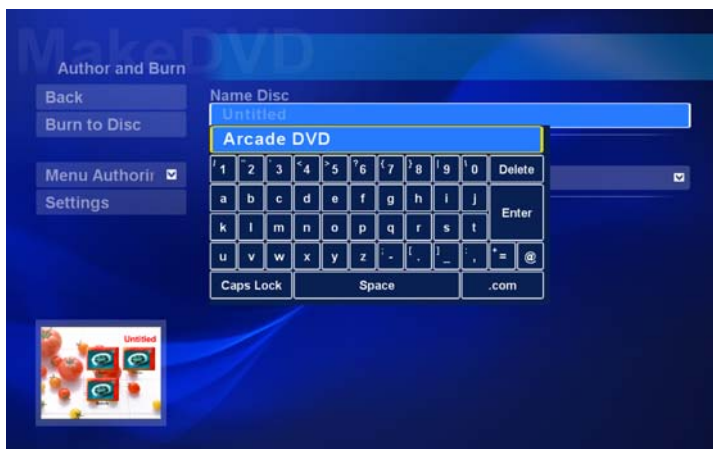 MakeDVD
Author and Burn
Back
Name Disc
Untitled
Burn to Disc
Arcade DVD
1 2 3 4 5 6 7 8 9 0 Delete
Menu Authorin
a b c d e f g h i j
Settings
Enter
k l m n o p q r s t
u v w x y z - . _ , = @
Caps Lock Space .com
Untitled